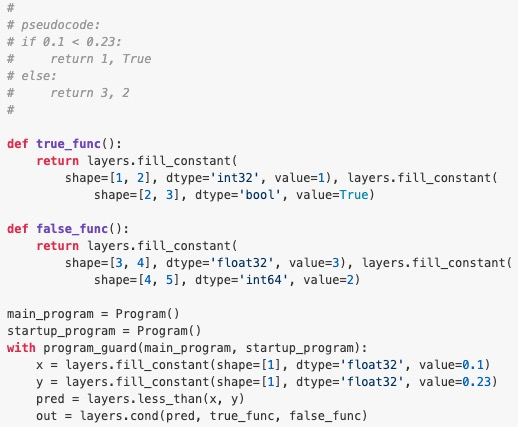 #
# pseudocode:
# if 0.1 < 0.23:
#     return 1, True
# else:
#     return 3, 2
#

def true_func():
    return layers.fill_constant(
        shape=[1, 2], dtype='int32', value=1), layers.fill_constant(
            shape=[2, 3], dtype='bool', value=True)

def false_func():
    return layers.fill_constant(
        shape=[3, 4], dtype='float32', value=3), layers.fill_constant(
            shape=[4, 5], dtype='int64', value=2)

main_program = Program()
startup_program = Program()
with program_guard(main_program, startup_program):
    x = layers.fill_constant(shape=[1], dtype='float32', value=0.1)
    y = layers.fill_constant(shape=[1], dtype='float32', value=0.23)
    pred = layers.less_than(x, y)
    out = layers.cond(pred, true_func, false_func)